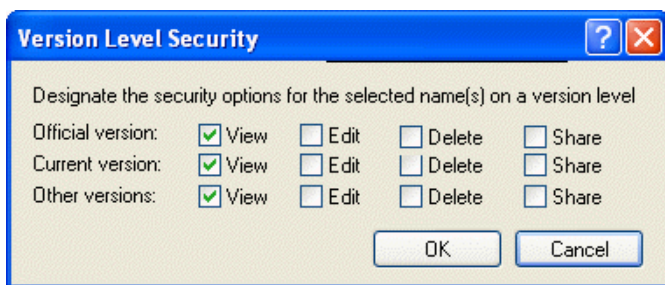 Version Level Security
Designate the security options for the selected name(s) on a version level
Official version: View Edit Delete Share
Current version: View Edit Delete Share
Other versions: View Edit Delete Share
OK Cancel